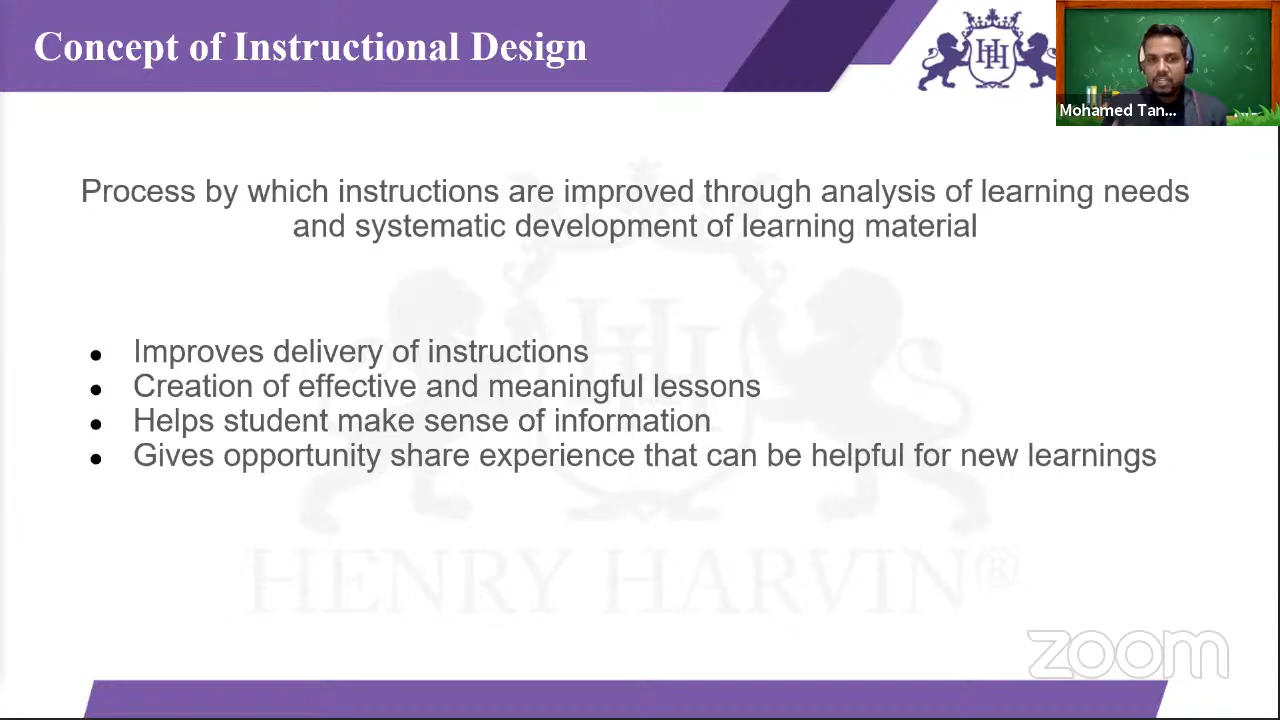 Concept of Instructional Design
HH
Mohamed Tan...
Process by which instructions are improved through analysis of learning needs
and systematic development of learning material
HH
• Improves delivery of instructions
• Creation of effective and meaningful lessons
• Helps student make sense of information
• Gives opportunity share experience that can be helpful for new learnings
HENRY HARVIN®
zoom